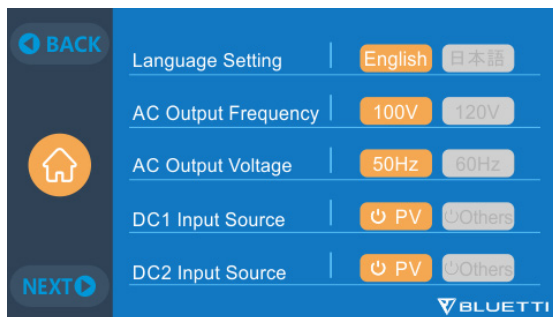 BACK
Language Setting English 日本語
AC Output Frequency 100V 120V
AC Output Voltage 50Hz 60Hz
DC1 Input Source PV Others
DC2 Input Source PV Others
NEXT
BLUETTI